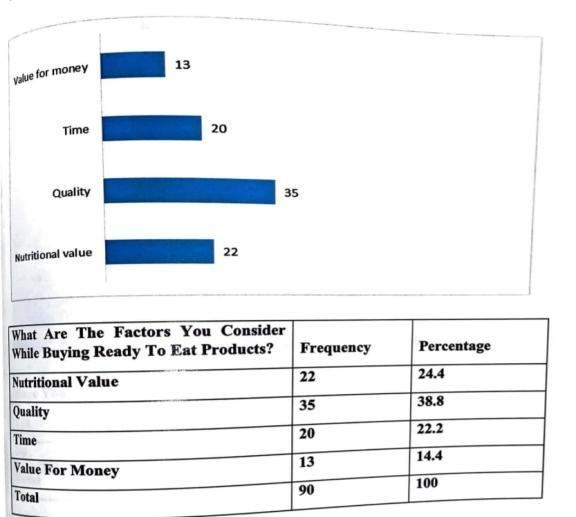 Value for money 13
Time 20
Quality 35
Nutritional value 22
What Are The Factors You Consider
While Buying Ready To Eat Products? Frequency Percentage
Nutritional Value 22 24.4
Quality 35 38.8
Time 20 22.2
Value For Money 13 14.4
Total 90 100